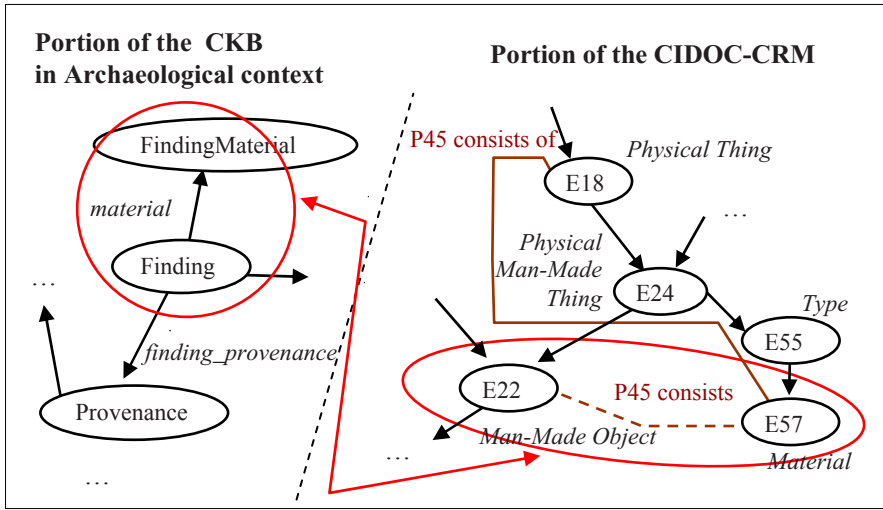 Portion of the CKB
in Archaeological context
FindingMaterial
material
Finding
...
finding_provenance
Provenance
...
Portion of the CIDOC-CRM
P45 consists of
Physical Thing
E18
...
Physical
Man-Made
Thing
E24
Type
E55
E22
P45 consists
E57
Man-Made Object
...
Material